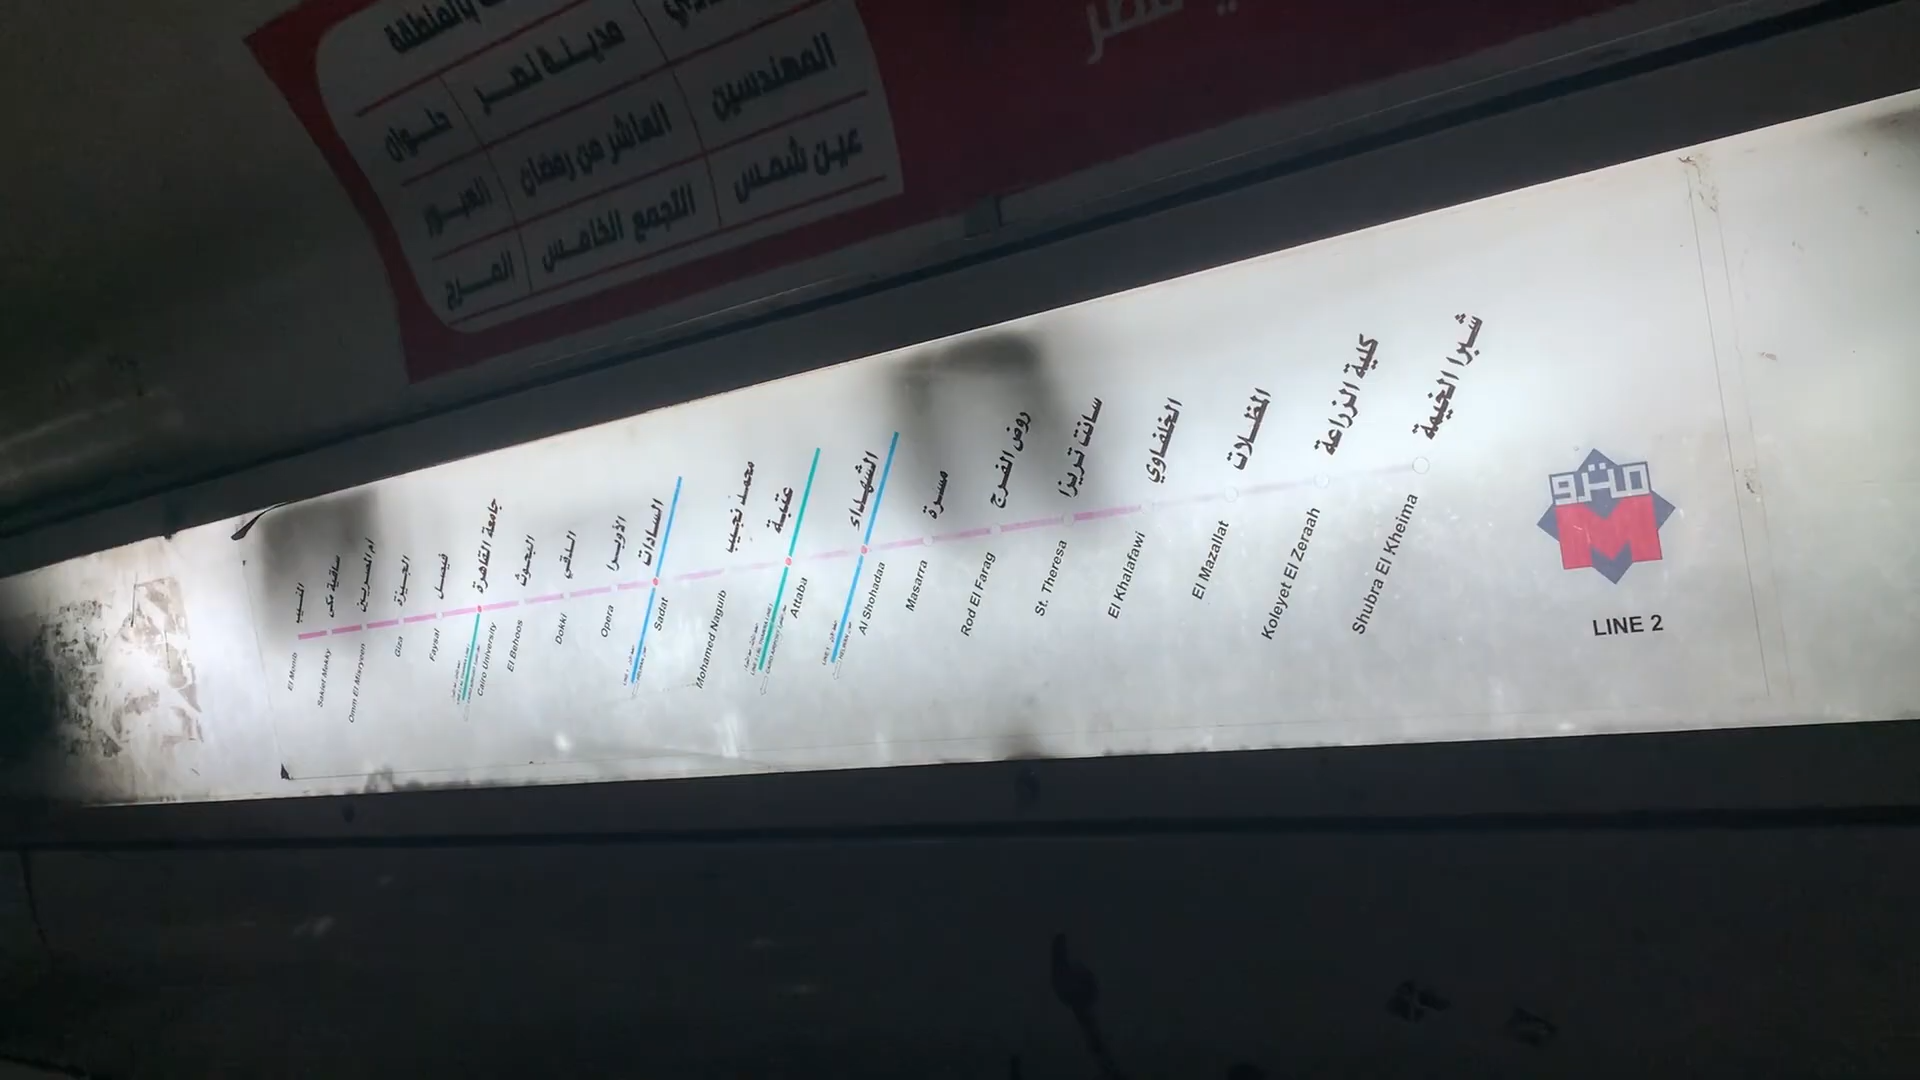 بالمنطقة
مدينة نصر
المهندسين
حلوان
العاشر من رمضان
عين شمس
العبور
التجمع الخامس
المرج
شبرا الخيمة
كلية الزراعة
المظلات
الخلفاوي
سانت تريزا
روض الفرج
مسرة
الشهداء
عتبة
محمد نجيب
السادات
الأوبرا
الدقي
البحوث
جامعة القاهرة
فيصل
الجيزة
أم المصريين
ساقية مكي
المنيب
El Monib
Sakiet Mekky
Omm El Misryeen
Giza
Faysal
Cairo University
El Behoos
Dokki
Opera
Sadat
Mohamed Naguib
Attaba
Al Shohadaa
Masarra
Rod El Farag
St. Theresa
El Khalafawi
El Mazallat
Koleyet El Zeraah
Shubra El Kheima
مترو
M
LINE 2